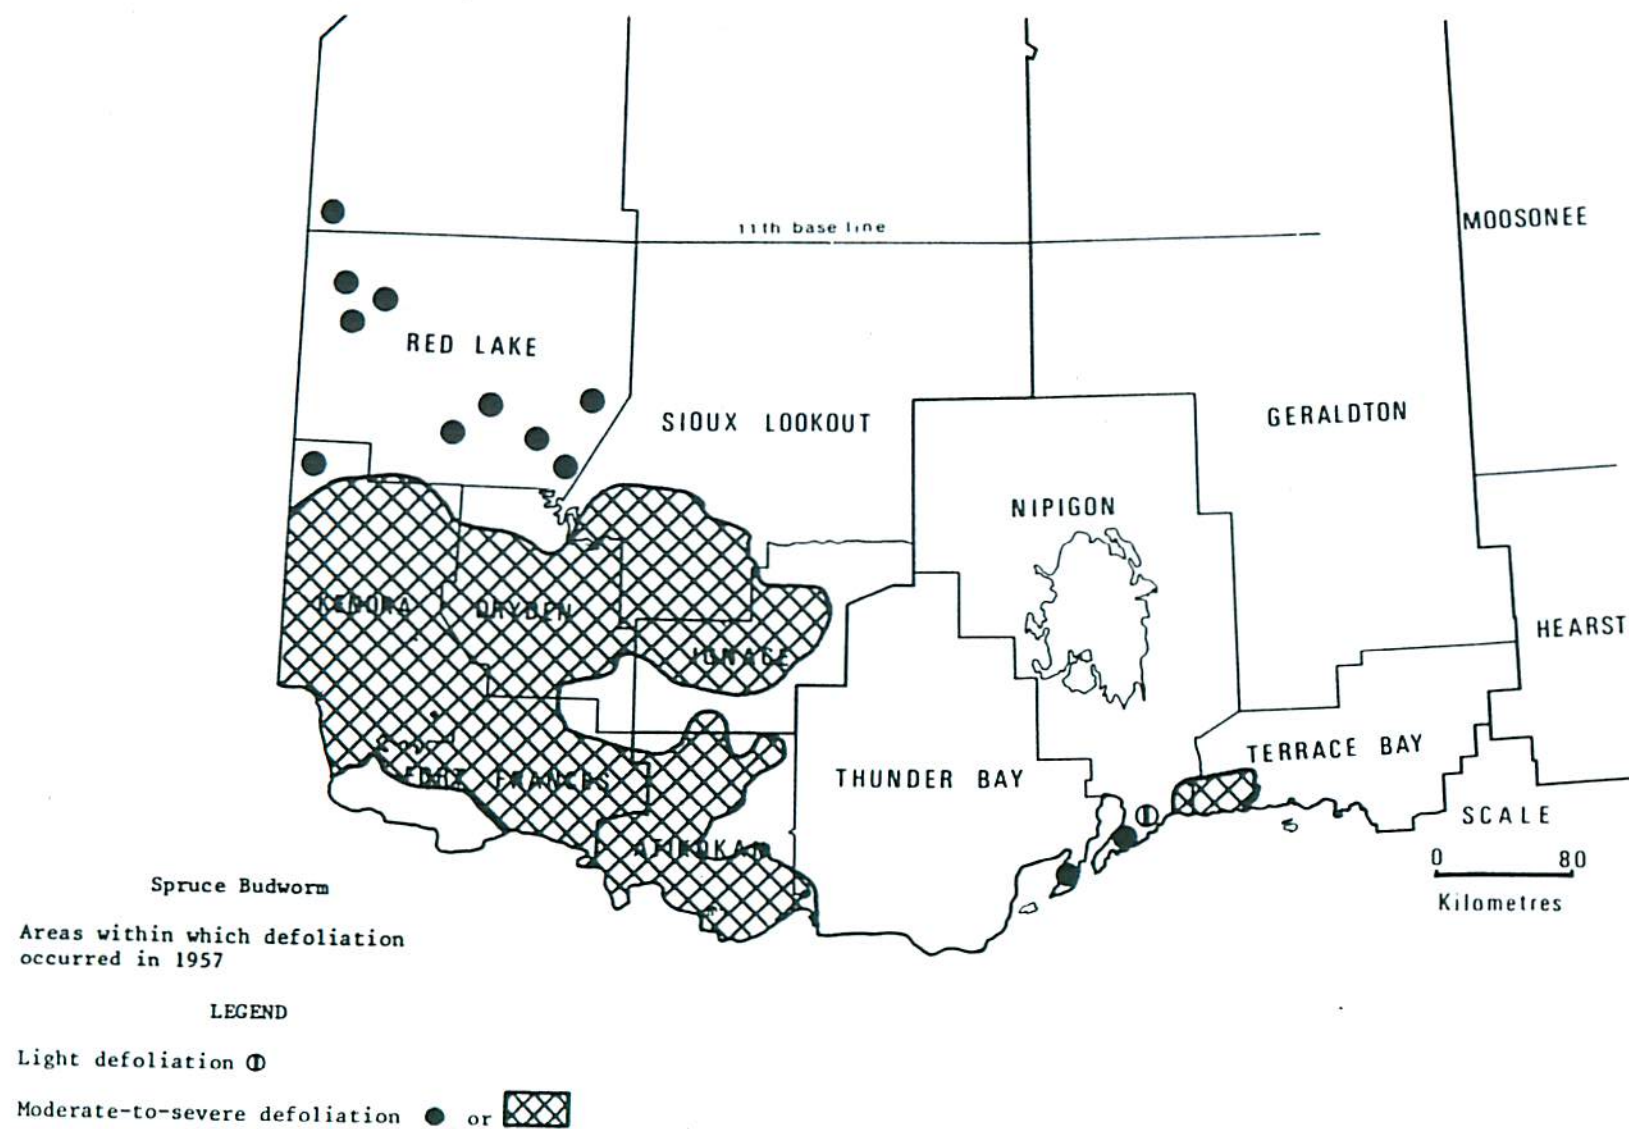 11th base line
MOOSONEE
RED LAKE
SIOUX LOOKOUT
GERALDTON
NIPIGON
KENORA
DRYDEN
IGNACE
HEARST
TERRACE BAY
FORT FRANCES
THUNDER BAY
SCALE
ATIKOKAN
0 80
Kilometres
Spruce Budworm
Areas within which defoliation
occurred in 1957
LEGEND
Light defoliation
Moderate-to-severe defoliation or